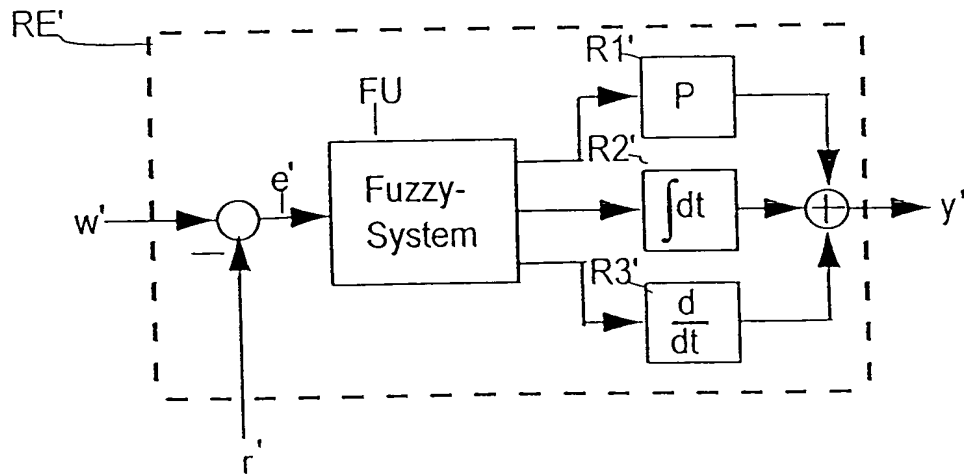 RE'
R1'
P
FU
R2'
e'
Fuzzy-
System
∫dt
w'
y'
R3'
d
dt
r'